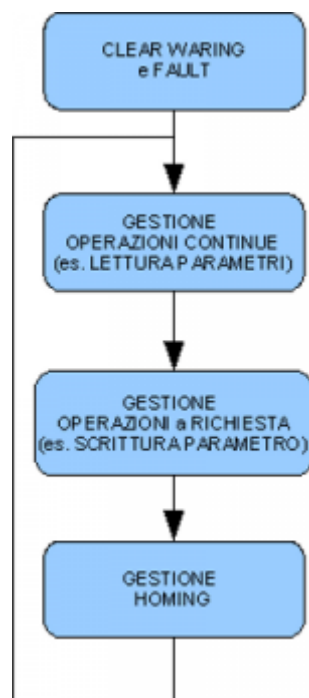 CLEAR WARING
e FAULT
GESTIONE
OPERAZIONI CONTINUE
(es. LETTURA PARAMETRI)
GESTIONE
OPERAZIONI a RICHIESTA
(es. SCRITTURA PARAMETRO)
GESTIONE
HOMING